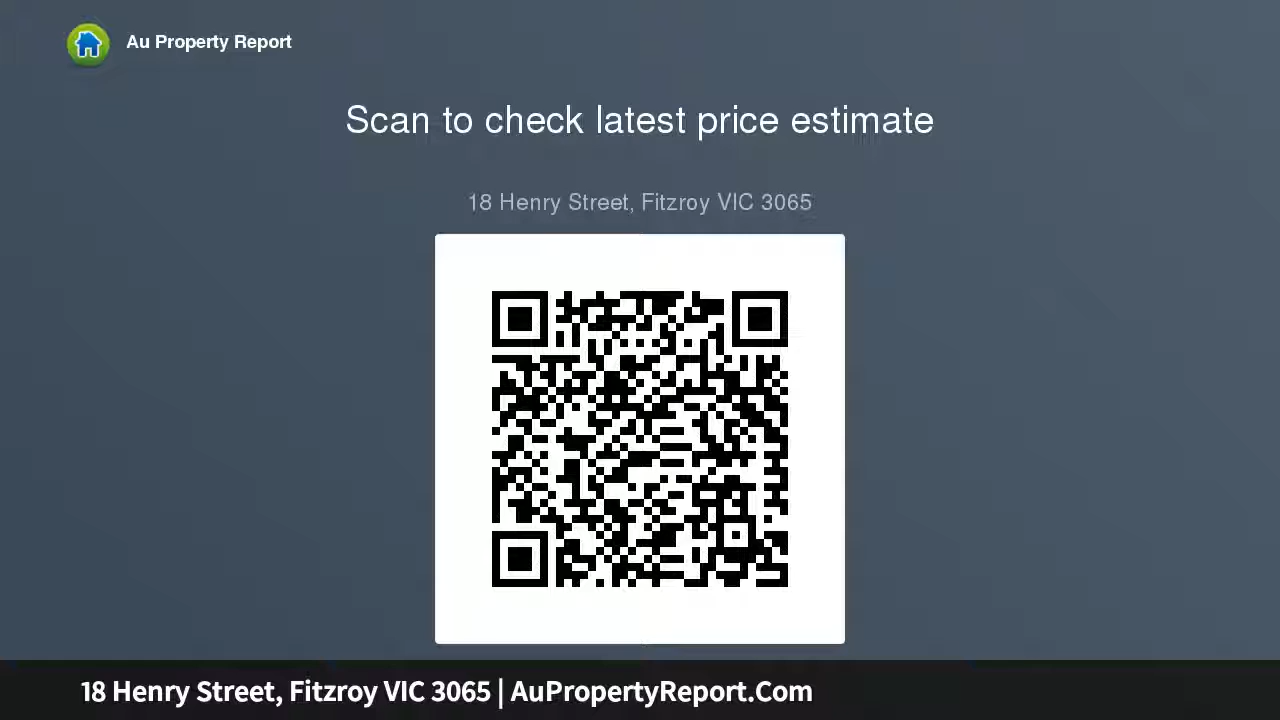 Au Property Report
Scan to check latest price estimate
18 Henry Street, Fitzroy VIC 3065
18 Henry Street, Fitzroy VIC 3065 | AuPropertyReport.Com